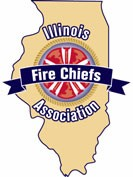 Illinois
Fire Chiefs
Association